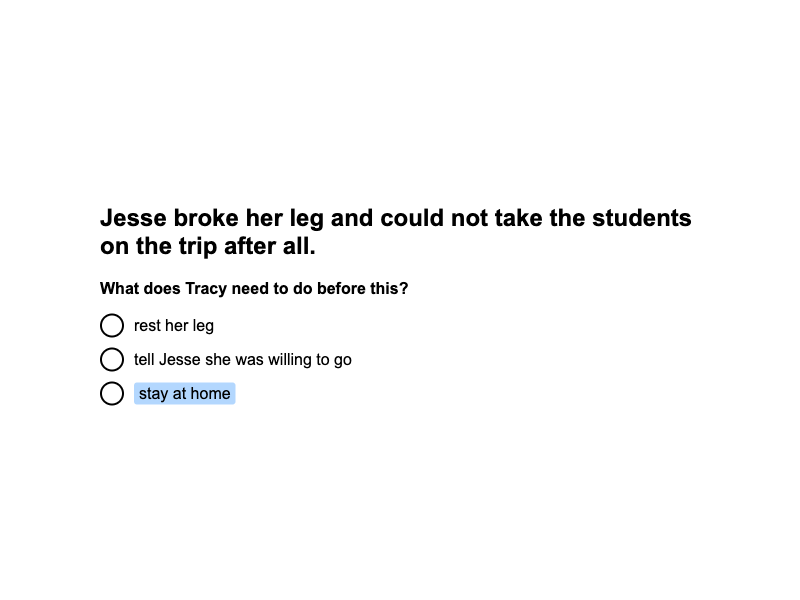 Jesse broke her leg and could not take the students
on the trip after all.
What does Tracy need to do before this?
rest her leg
tell Jesse she was willing to go
stay at home